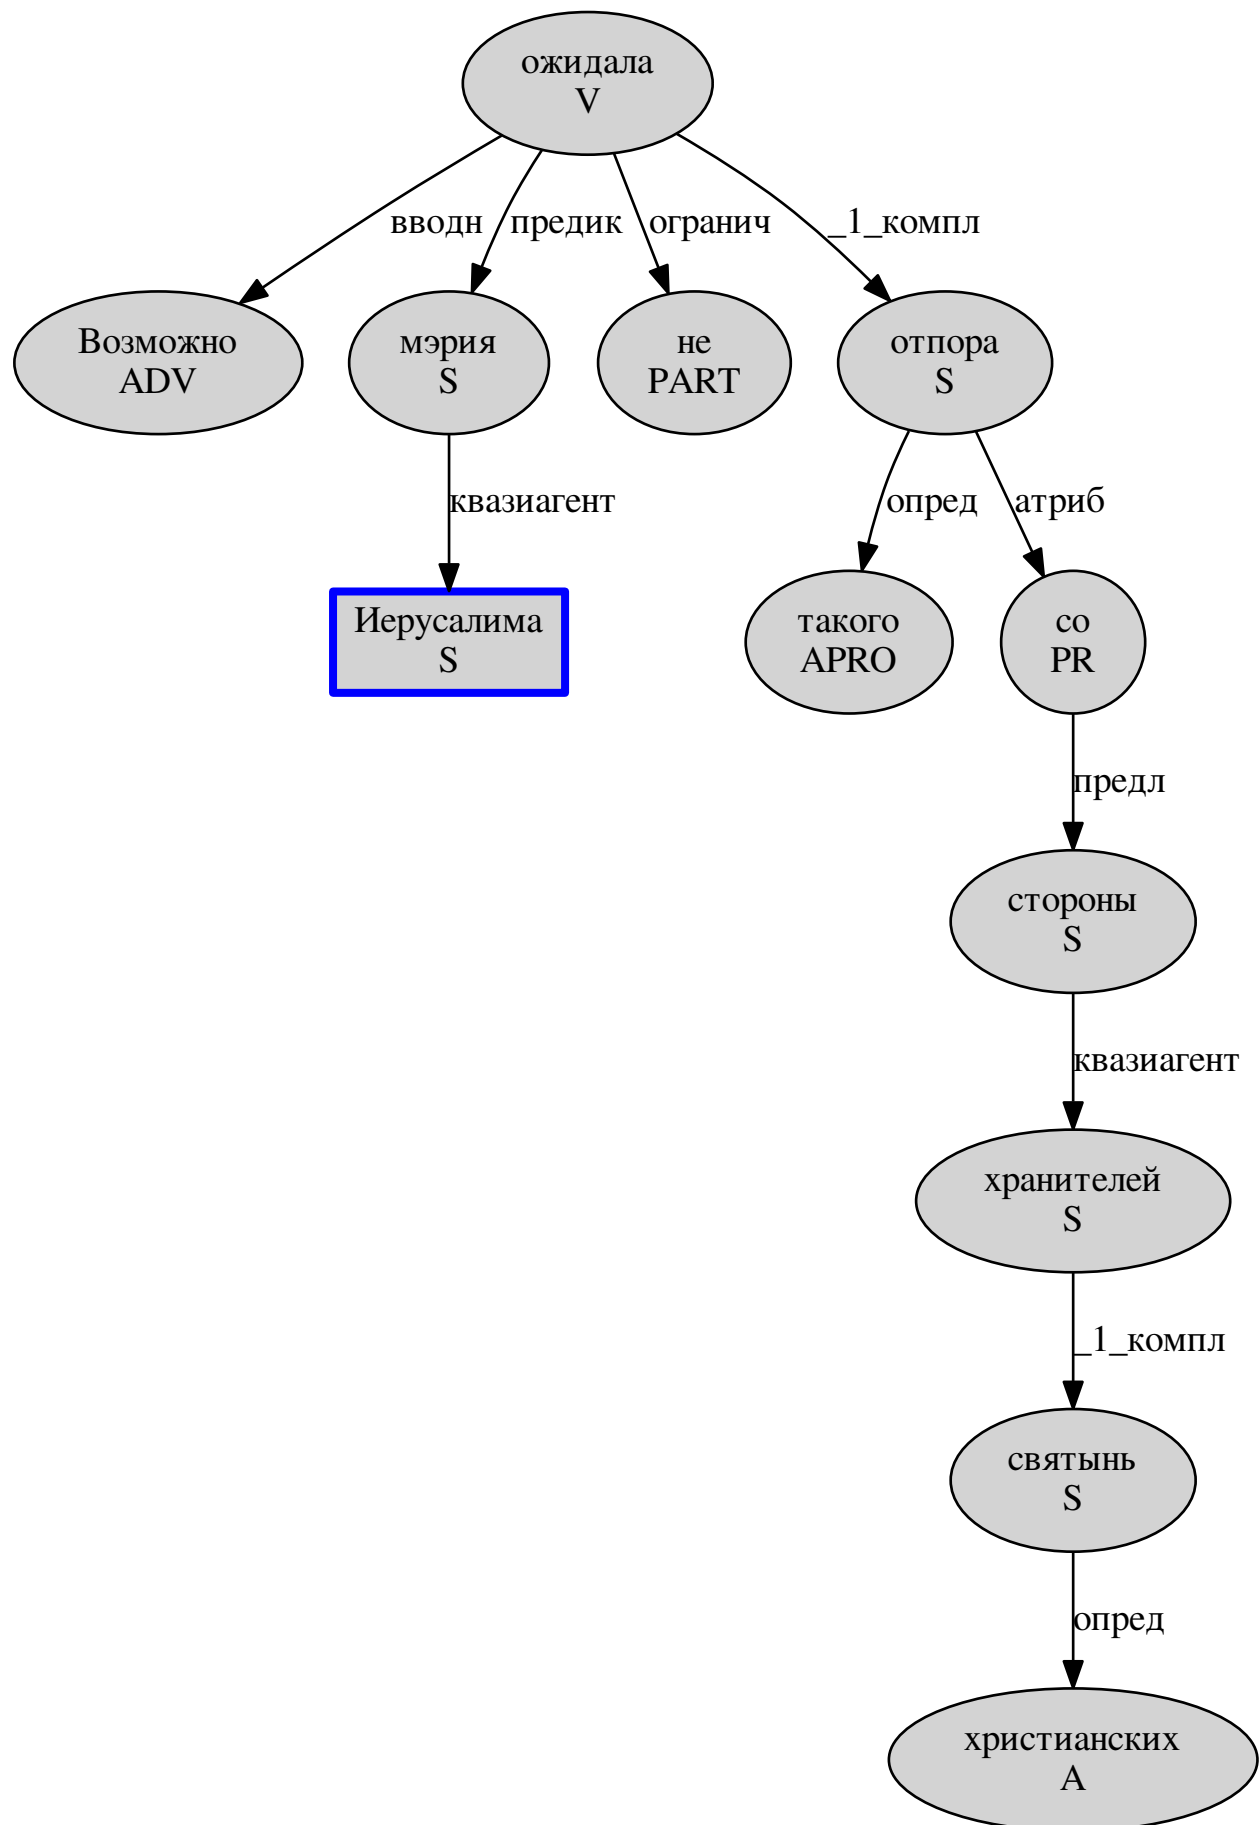 ожидала
V
вводн
предик
огранич
_1_компл
Возможно
ADV
мэрия
S
не
PART
отпора
S
квазиагент
опред
атриб
Иерусалима
S
такого
APRO
со
PR
предл
стороны
S
квазиагент
хранителей
S
_1_компл
святынь
S
опред
христианских
A